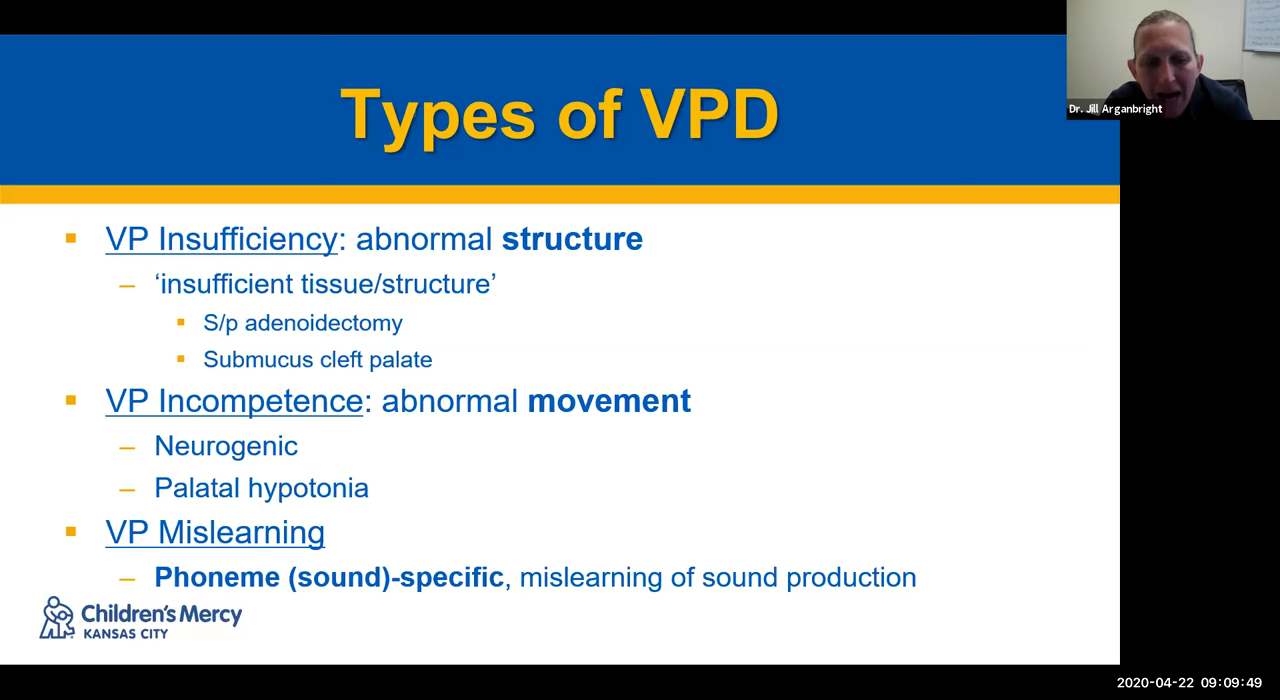 Types of VPD
Dr. Jill Arganbright
VP Insufficiency: abnormal structure
– ‘insufficient tissue/structure’
S/p adenoidectomy
Submucus cleft palate
VP Incompetence: abnormal movement
– Neurogenic
– Palatal hypotonia
VP Mislearning
– Phoneme (sound)-specific, mislearning of sound production
Children's Mercy
KANSAS CITY
2020-04-22 09:09:49